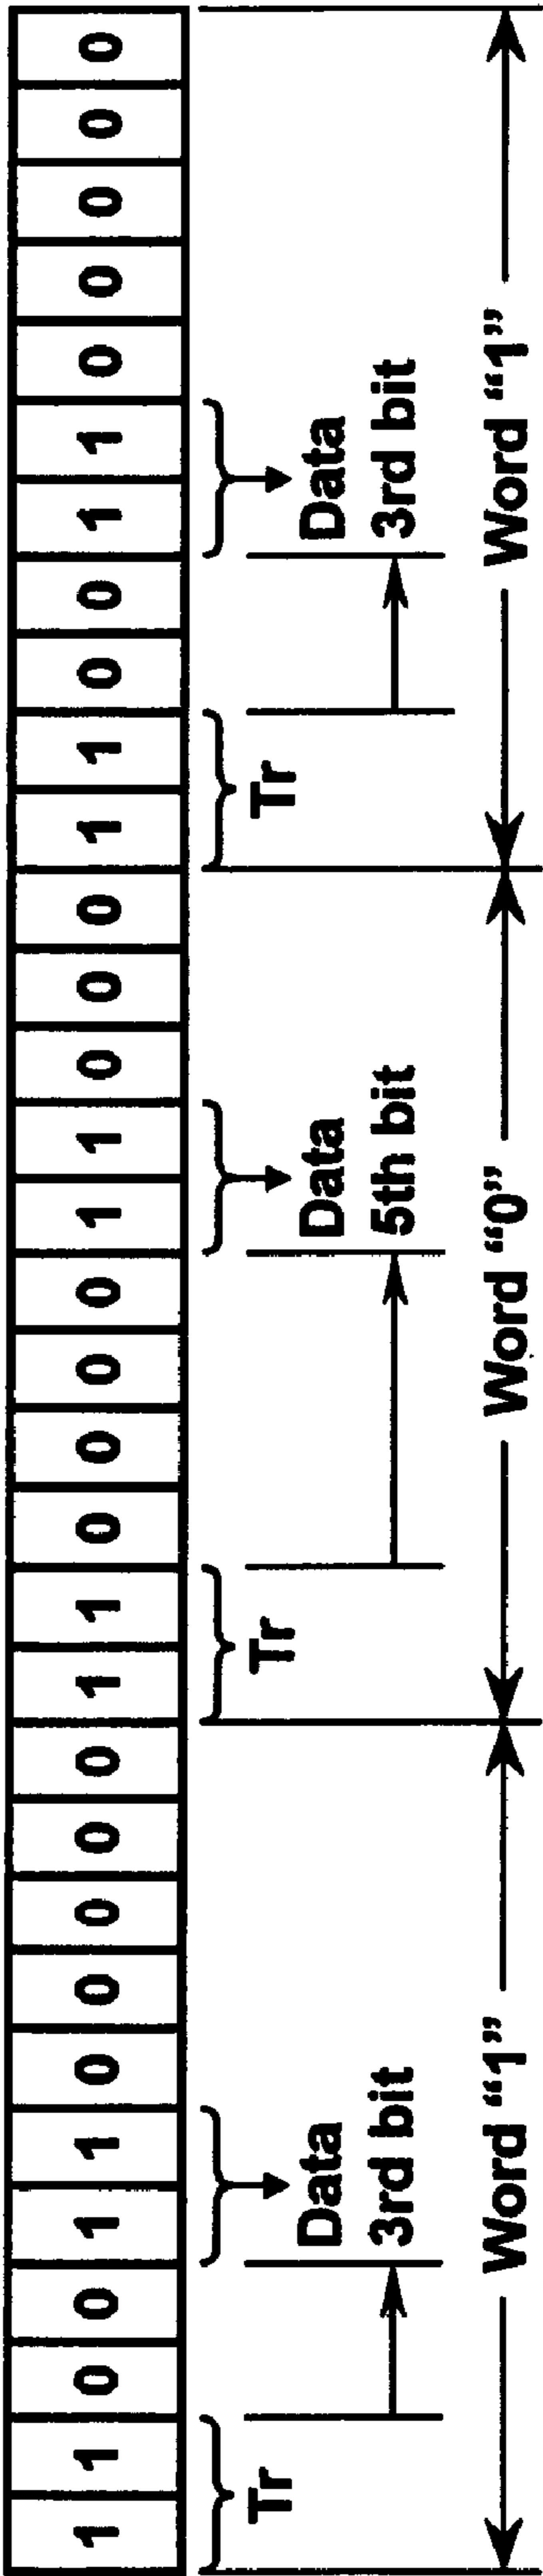 1 1 0 0 1 1 0 0 0 0 0 1 1 0 0 0 0 1 1 0 0 0 1 1 0 0 1 1 0 0 0 0 0
Tr Data Tr Data Tr Data
3rd bit 5th bit 3rd bit
Word “1” Word “0” Word “1”